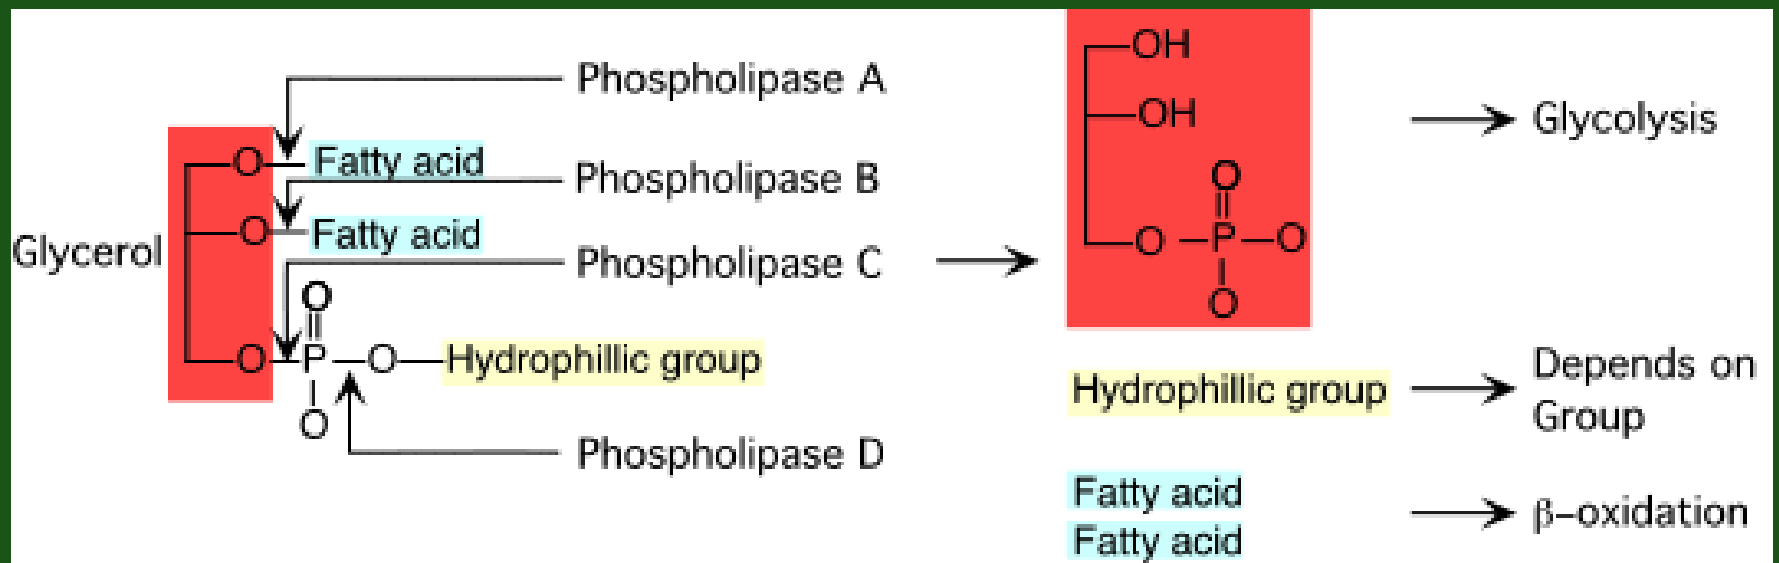 Phospholipase A
O Fatty acid
Phospholipase B
O Fatty acid
Glycerol
Phospholipase C
O
O P O Hydrophillic group
O
Phospholipase D
OH
OH
Glycolysis
O
O P O
O
Hydrophillic group
Depends on
Group
Fatty acid
Fatty acid
β-oxidation